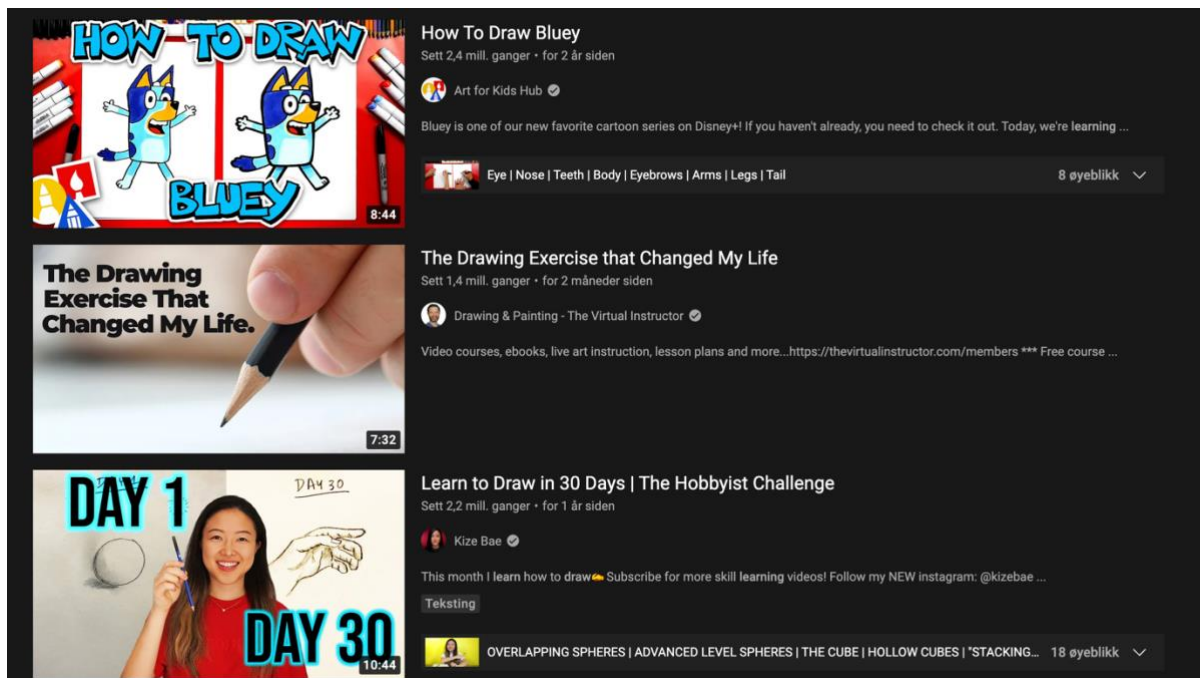 HOW TO DRAW
BLUEY
8:44
How To Draw Bluey
Sett 2,4 mill. ganger • for 2 år siden
Art for Kids Hub
Bluey is one of our new favorite cartoon series on Disney+! If you haven't already, you need to check it out. Today, we're learning ...
Eye | Nose | Teeth | Body | Eyebrows | Arms | Legs | Tail
8 øyeblikk
The Drawing
Exercise That
Changed My Life.
7:32
The Drawing Exercise that Changed My Life
Sett 1,4 mill. ganger • for 2 måneder siden
Drawing & Painting - The Virtual Instructor
Video courses, ebooks, live art instruction, lesson plans and more...https://thevirtualinstructor.com/members *** Free course ...
DAY 1
DAY 30
DAY 30
10:44
Learn to Draw in 30 Days | The Hobbyist Challenge
Sett 2,2 mill. ganger • for 1 år siden
Kize Bae
This month I learn how to draw✍️ Subscribe for more skill learning videos! Follow my NEW instagram: @kizebae ...
Teksting
OVERLAPPING SPHERES | ADVANCED LEVEL SPHERES | THE CUBE | HOLLOW CUBES | "STACKING...
18 øyeblikk